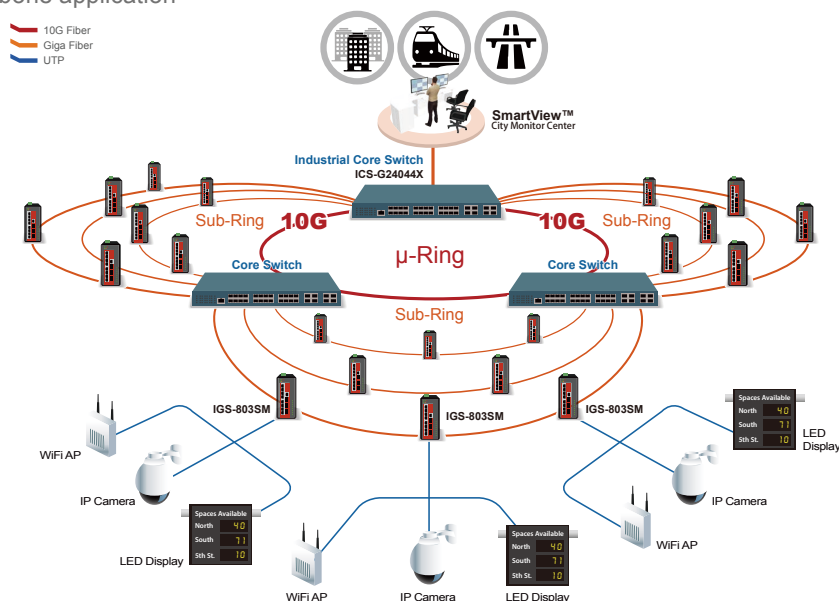 10G Fiber
Giga Fiber
UTP
SmartView™
City Monitor Center
Industrial Core Switch
ICS-G24044X
Sub-Ring
10G
10G
Sub-Ring
μ-Ring
Core Switch
Core Switch
Sub-Ring
IGS-803SM
IGS-803SM
IGS-803SM
WiFi AP
IP Camera
Spaces Available
North 40
South 71
5th St. 10
LED Display
WiFi AP
IP Camera
Spaces Available
North 40
South 71
5th St. 10
LED Display
WiFi AP
IP Camera
Spaces Available
North 40
South 71
5th St. 10
LED
Display